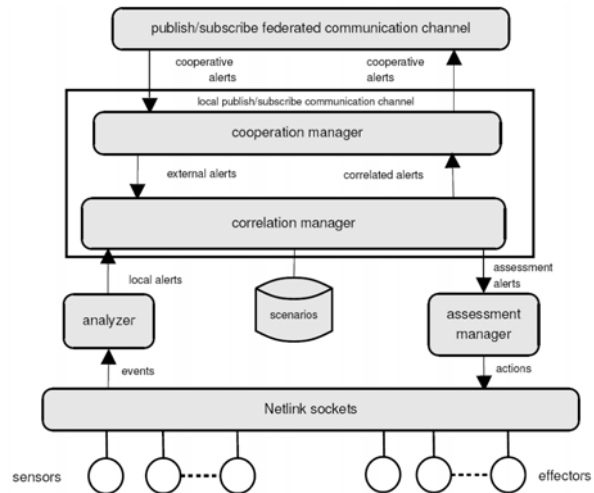 publish/subscribe federated communication channel
cooperative
alerts
cooperative
alerts
local publish/subscribe communication channel
cooperation manager
external alerts
correlated alerts
correlation manager
local alerts
assessment
alerts
analyzer
scenarios
assessment
manager
events
actions
Netlink sockets
sensors
effectors